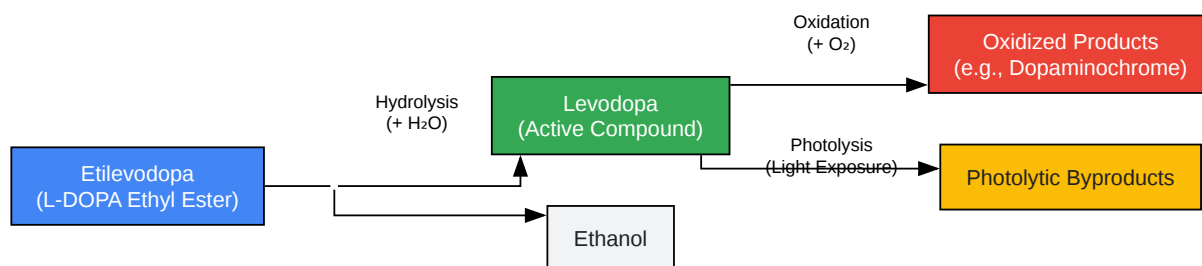 Etilevodopa
(L-DOPA Ethyl Ester)
Hydrolysis
(+ H₂O)
Levodopa
(Active Compound)
Ethanol
Oxidation
(+ O₂)
Oxidized Products
(e.g., Dopaminochrome)
Photolysis
(Light Exposure)
Photolytic Byproducts